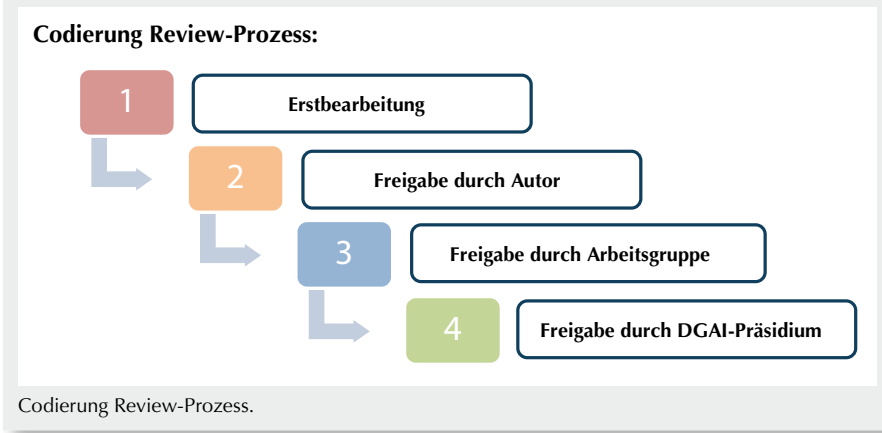 Codierung Review-Prozess:
1
Erstbearbeitung
2
Freigabe durch Autor
3
Freigabe durch Arbeitsgruppe
4
Freigabe durch DGAI-Präsidium
Codierung Review-Prozess.